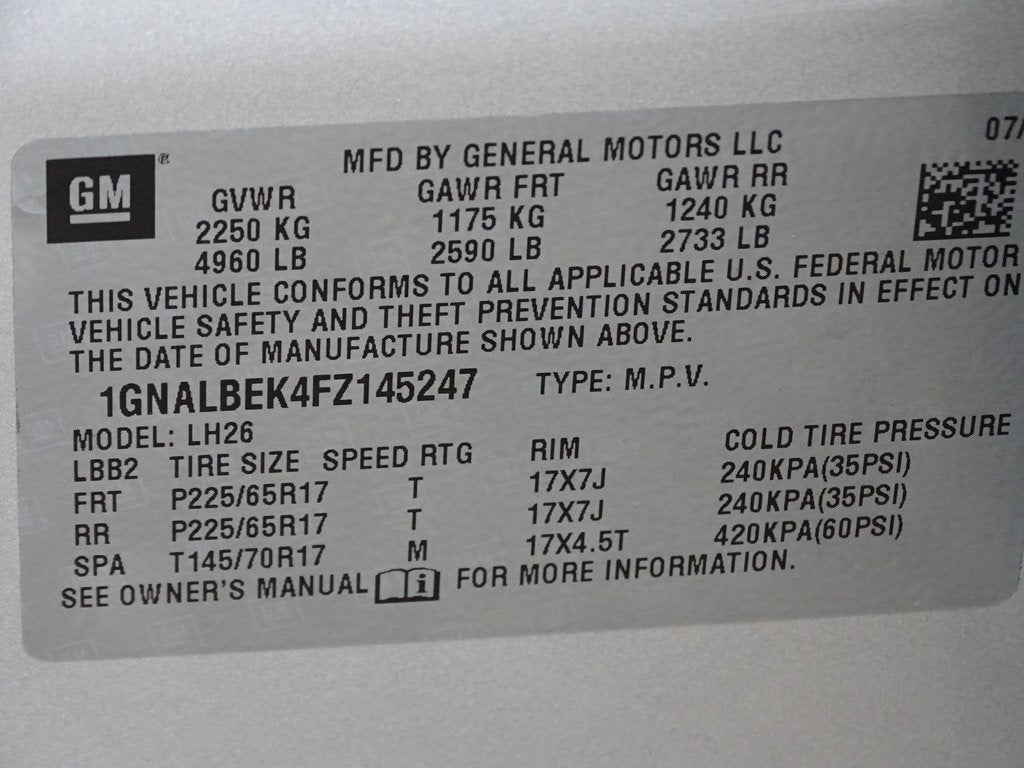 07
GM
MFD BY GENERAL MOTORS LLC
GVWR GAWR FRT GAWR RR
2250 KG 1175 KG 1240 KG
4960 LB 2590 LB 2733 LB
THIS VEHICLE CONFORMS TO ALL APPLICABLE U.S. FEDERAL MOTOR
VEHICLE SAFETY AND THEFT PREVENTION STANDARDS IN EFFECT ON
THE DATE OF MANUFACTURE SHOWN ABOVE.
1GNALBEK4FZ145247 TYPE: M.P.V.
MODEL: LH26
LBB2 TIRE SIZE SPEED RTG RIM COLD TIRE PRESSURE
FRT P225/65R17 T 17X7J 240KPA(35PSI)
RR P225/65R17 T 17X7J 240KPA(35PSI)
SPA T145/70R17 M 17X4.5T 420KPA(60PSI)
SEE OWNER'S MANUAL i FOR MORE INFORMATION.